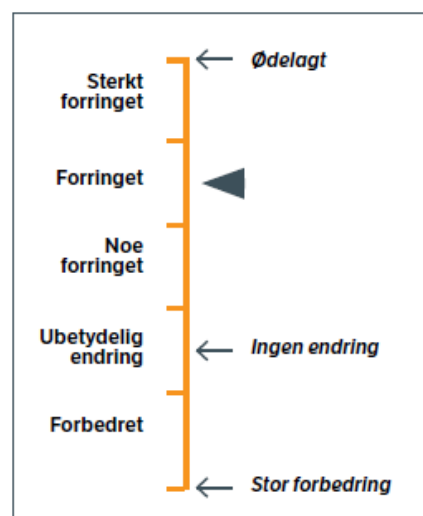 Ødelagt
Sterkt
forringet
Forringet
Noe
forringet
Ubetydelig
endring
Ingen endring
Forbedret
Stor forbedring